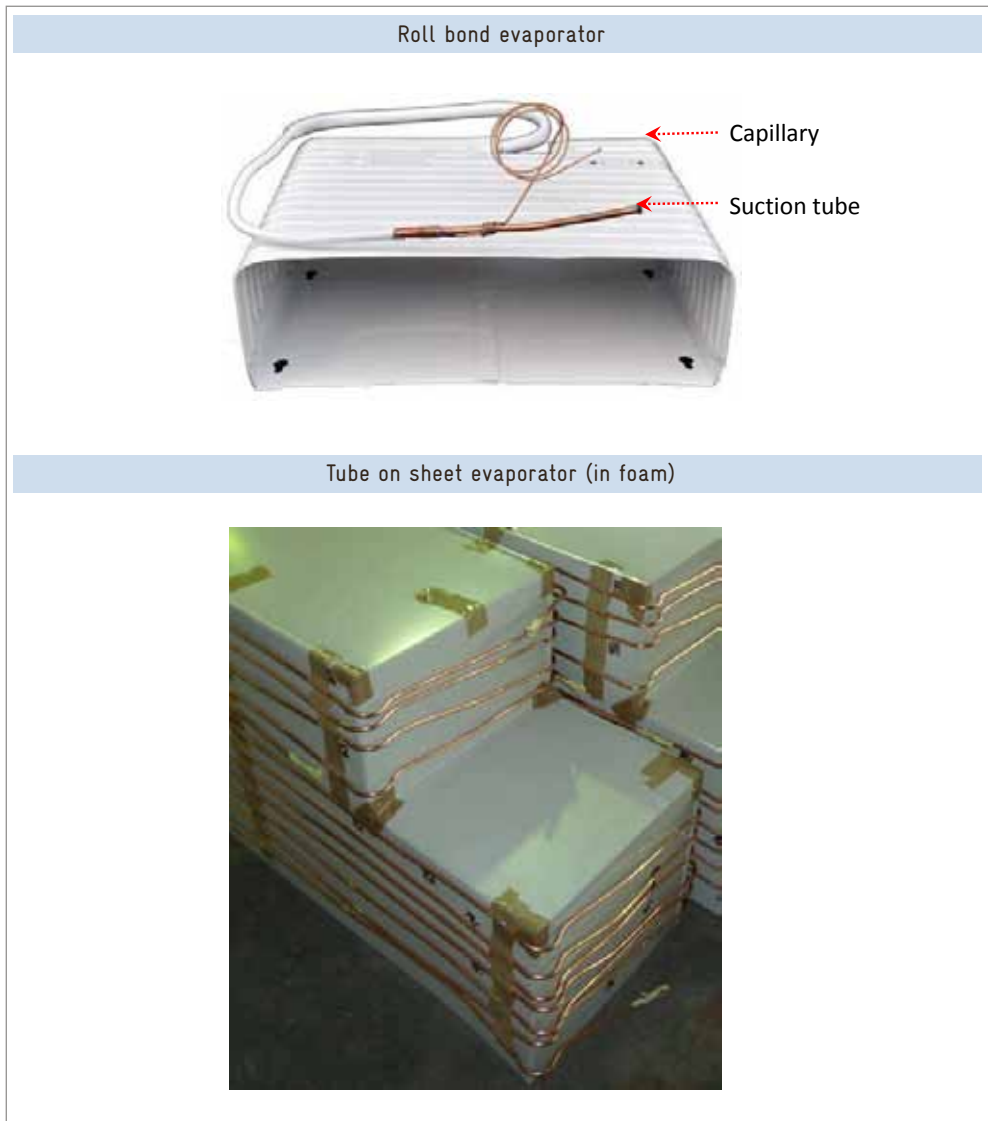 Roll bond evaporator
Capillary
Suction tube
Tube on sheet evaporator (in foam)